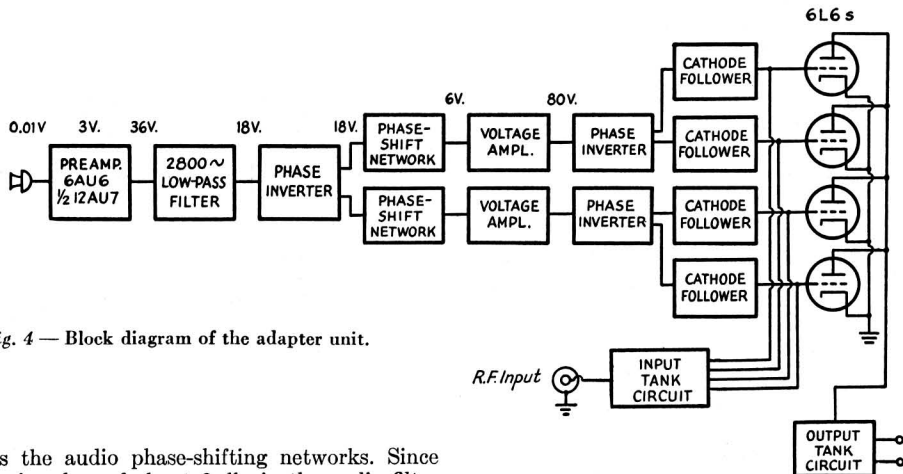 6L6 s
0.01V 3V. 36V. 18V. 18V. 6V. 80V.
PREAMP.
6AU6
½ 12AU7
2800~
LOW-PASS
FILTER
PHASE
INVERTER
PHASE-
SHIFT
NETWORK
VOLTAGE
AMPL.
PHASE
INVERTER
CATHODE
FOLLOWER
CATHODE
FOLLOWER
PHASE-
SHIFT
NETWORK
VOLTAGE
AMPL.
PHASE
INVERTER
CATHODE
FOLLOWER
CATHODE
FOLLOWER
ig. 4 — Block diagram of the adapter unit.
R.F. Input
INPUT
TANK
CIRCUIT
OUTPUT
TANK
CIRCUIT
s the audio phase-shifting networks. Since